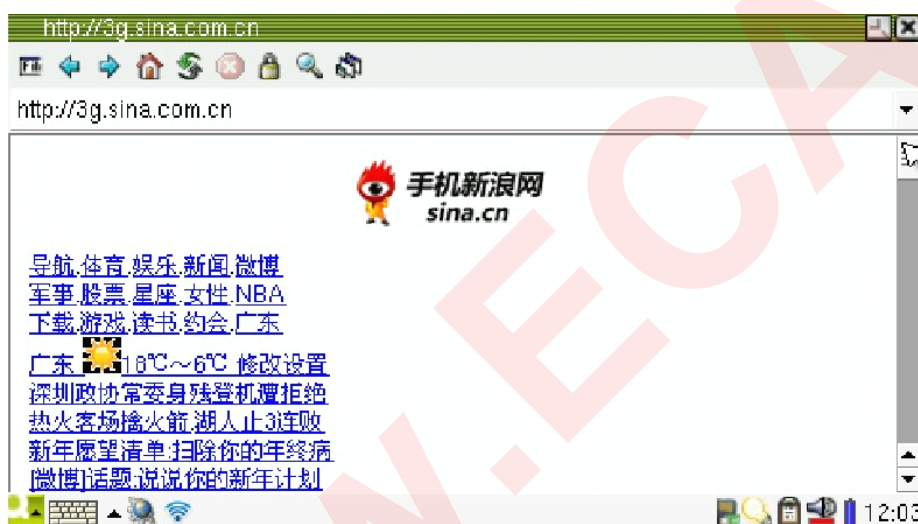 http://3g.sina.com.cn
File
http://3g.sina.com.cn
手机新浪网
sina.cn
导航.体育.娱乐.新闻.微博
军事.股票.星座.女性.NBA
下载.游戏.读书.约会.广东
广东 18℃～6℃ 修改设置
深圳政协常委身残登机遭拒绝
热火客场擒火箭.湖人止3连败
新年愿望清单:扫除你的年终病
[微博]话题:说说你的新年计划
12:03
W.ECA